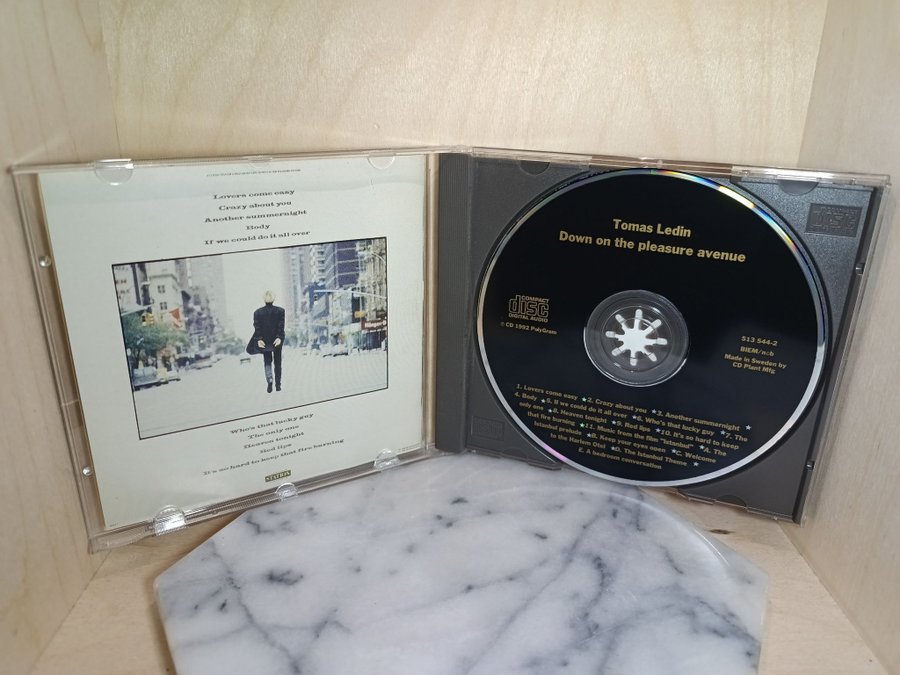 Lovers come easy
Crazy about you
Another summernight
Body
If we could do it all over
Who's that lucky guy
The only one
Heaven tonight
Red lips
It's so hard to keep that fire burning
STATION
Tomas Ledin
Down on the pleasure avenue
COMPACT
disc
DIGITAL AUDIO
℗ CD 1992 PolyGram
513 544-2
BIEM/n©b
Made in Sweden by
CD Plant Mfg
1. Lovers come easy ★ 2. Crazy about you ★ 3. Another summernight ★
4. Body ★ 5. If we could do it all over ★ 6. Who's that lucky guy ★ 7. The
only one ★ 8. Heaven tonight ★ 9. Red lips ★ 10. It's so hard to keep
that fire burning ★ 11. Music from the film "Istanbul" ★ A. The
Istanbul prelude ★ B. Keep your eyes open ★ C. Welcome
to the Harlem Otel ★ D. The Istanbul Theme ★
E. A bedroom conversation